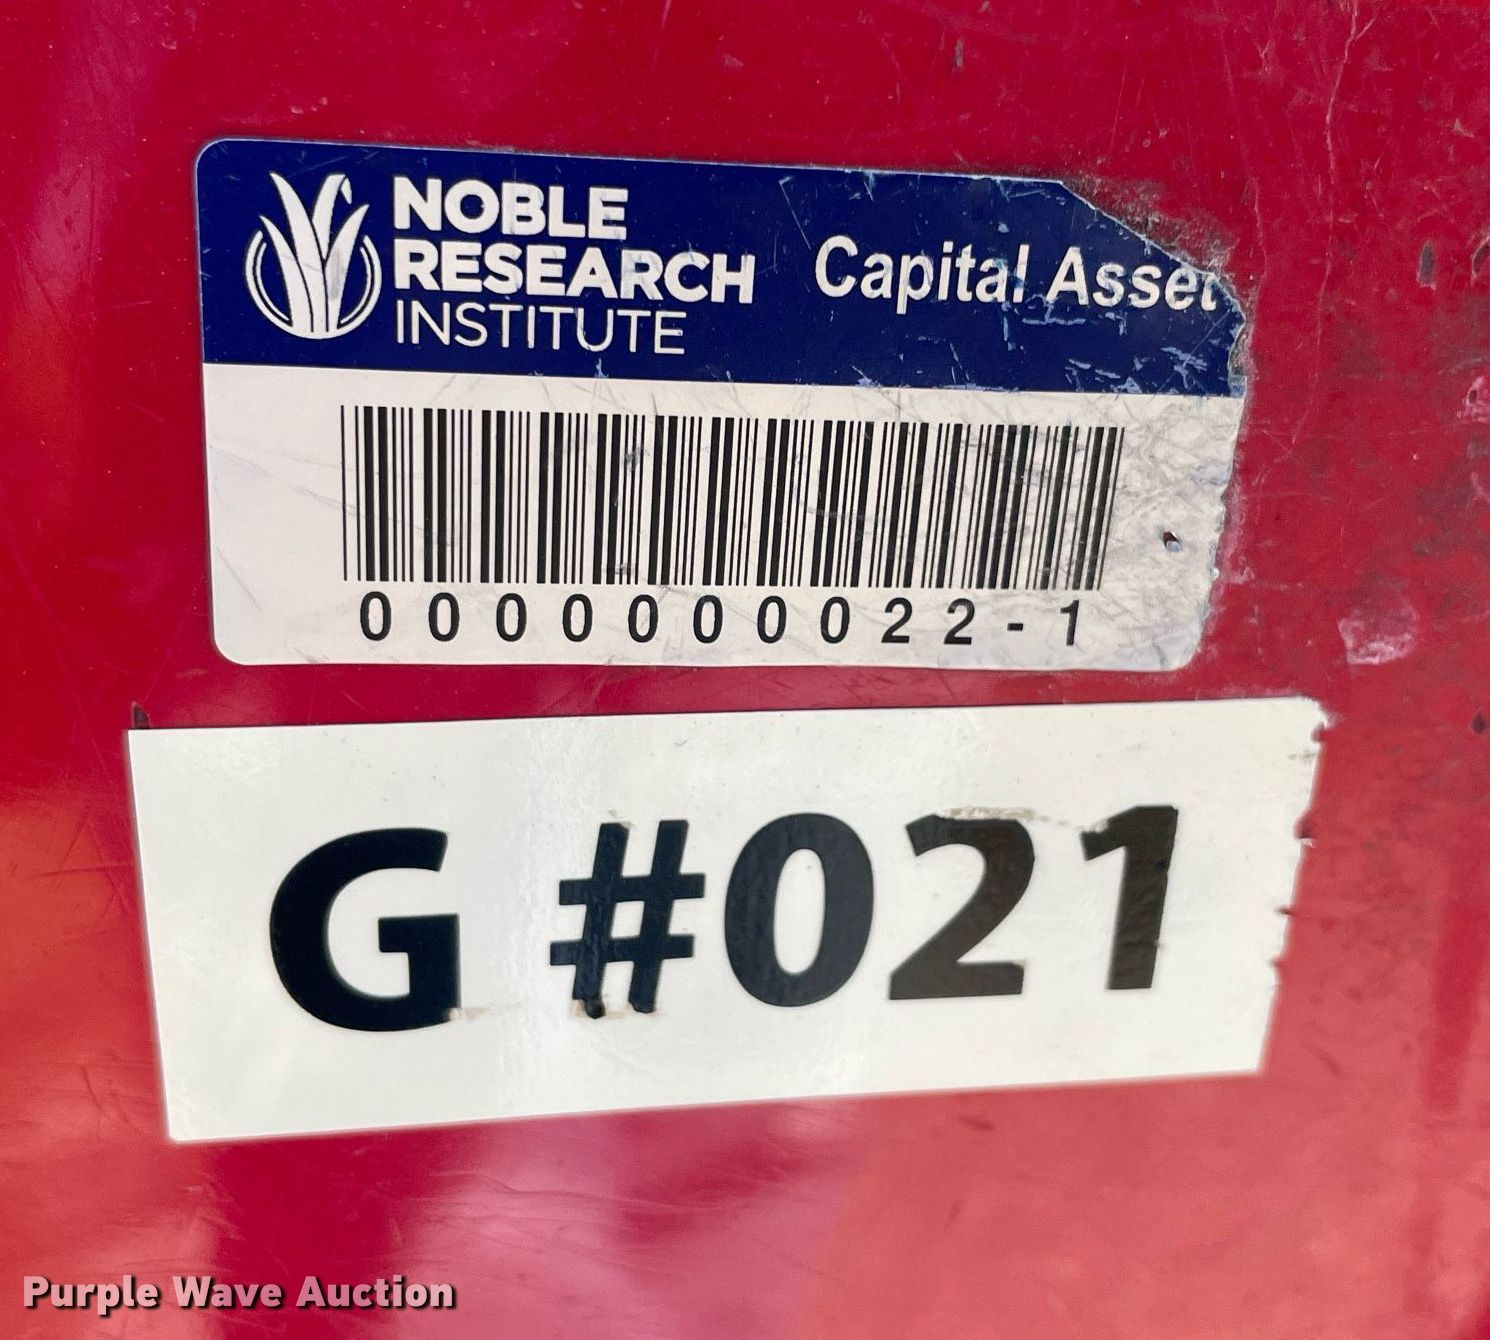 NOBLE
RESEARCH
INSTITUTE
Capital Asset
0000000022-1
G #021
Purple Wave Auction